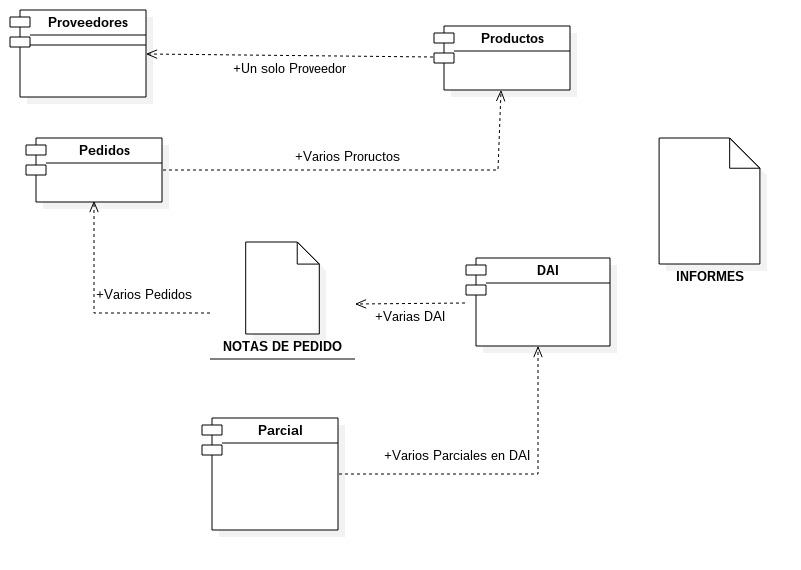 Proveedores
Productos
+Un solo Proveedor
Pedidos
+Varios Proructos
INFORMES
DAI
+Varios Pedidos
+Varias DAI
NOTAS DE PEDIDO
Parcial
+Varios Parciales en DAI